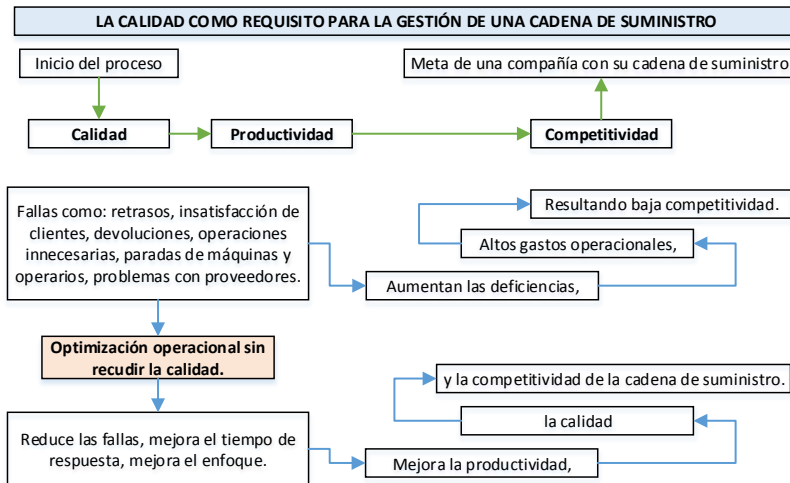 LA CALIDAD COMO REQUISITO PARA LA GESTIÓN DE UNA CADENA DE SUMINISTRO
Inicio del proceso
Meta de una compañía con su cadena de suministro
Calidad
Productividad
Competitividad
Fallas como: retrasos, insatisfacción de
clientes, devoluciones, operaciones
innecesarias, paradas de máquinas y
operarios, problemas con proveedores.
Resultando baja competitividad.
Altos gastos operacionales,
Aumentan las deficiencias,
Optimización operacional sin
recudir la calidad.
y la competitividad de la cadena de suministro.
la calidad
Reduce las fallas, mejora el tiempo de
respuesta, mejora el enfoque.
Mejora la productividad,